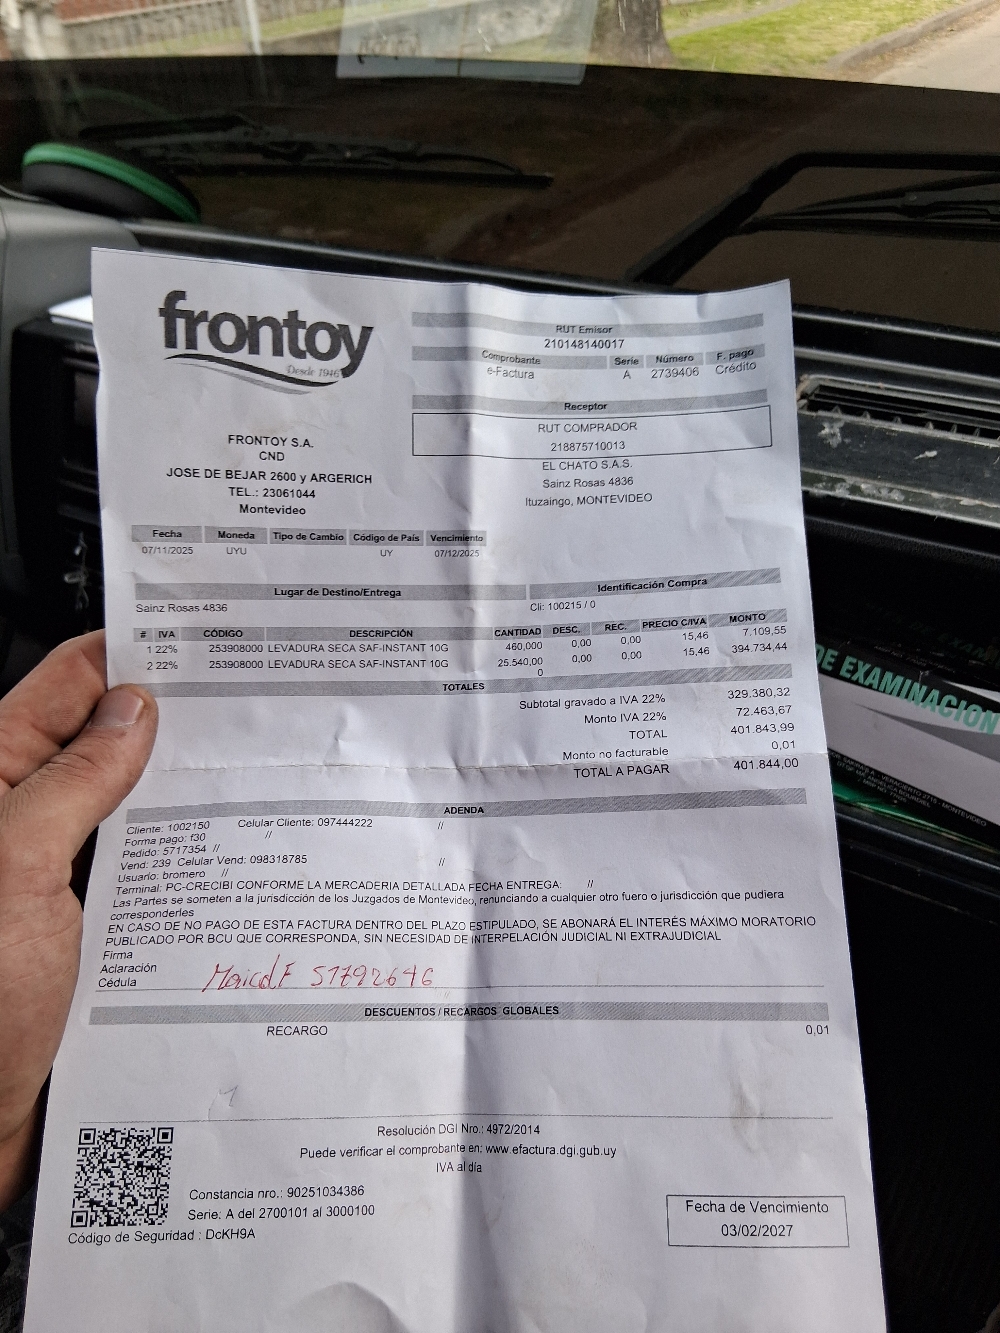 frontoy
Desde 1946
FRONTOY S.A.
CND
JOSE DE BEJAR 2600 y ARGERICH
TEL.: 23061044
Montevideo
RUT Emisor
210148140017
Comprobante Serie Número F. pago
e-Factura A 2739406 Crédito
Receptor
RUT COMPRADOR
218875710013
EL CHATO S.A.S.
Sainz Rosas 4836
Ituzaingo, MONTEVIDEO
Fecha Moneda Tipo de Cambio Código de País Vencimiento
07/11/2025 UYU UY 07/12/2025
Lugar de Destino/Entrega Identificación Compra
Sainz Rosas 4836 Cli: 100215 / 0
# IVA CÓDIGO DESCRIPCIÓN CANTIDAD DESC. REC. PRECIO C/IVA MONTO
1 22% 253908000 LEVADURA SECA SAF-INSTANT 10G 460,000 0,00 0,00 15,46 7.109,55
2 22% 253908000 LEVADURA SECA SAF-INSTANT 10G 25.540,00 0,00 0,00 15,46 394.734,44
0
TOTALES
Subtotal gravado a IVA 22% 329.380,32
Monto IVA 22% 72.463,67
TOTAL 401.843,99
Monto no facturable 0,01
TOTAL A PAGAR 401.844,00
ADENDA
Cliente: 1002150 Celular Cliente: 097444222 //
Forma pago: f30 //
Pedido: 5717354 //
Vend: 239 Celular Vend: 098318785 //
Usuario: bromero //
Terminal: PC-CRECIBI CONFORME LA MERCADERIA DETALLADA FECHA ENTREGA: //
Las Partes se someten a la jurisdicción de los Juzgados de Montevideo, renunciando a cualquier otro fuero o jurisdicción que pudiera
corresponderles
EN CASO DE NO PAGO DE ESTA FACTURA DENTRO DEL PLAZO ESTIPULADO, SE ABONARÁ EL INTERÉS MÁXIMO MORATORIO
PUBLICADO POR BCU QUE CORRESPONDA, SIN NECESIDAD DE INTERPELACIÓN JUDICIAL NI EXTRAJUDICIAL
Firma
Aclaración
Cédula 51792646
DESCUENTOS / RECARGOS GLOBALES
RECARGO 0,01
Resolución DGI Nro.: 4972/2014
Puede verificar el comprobante en: www.efactura.dgi.gub.uy
IVA al día
Constancia nro.: 90251034386
Serie: A del 2700101 al 3000100
Código de Seguridad : DcKH9A
Fecha de Vencimiento
03/02/2027
DE EXAMINACION